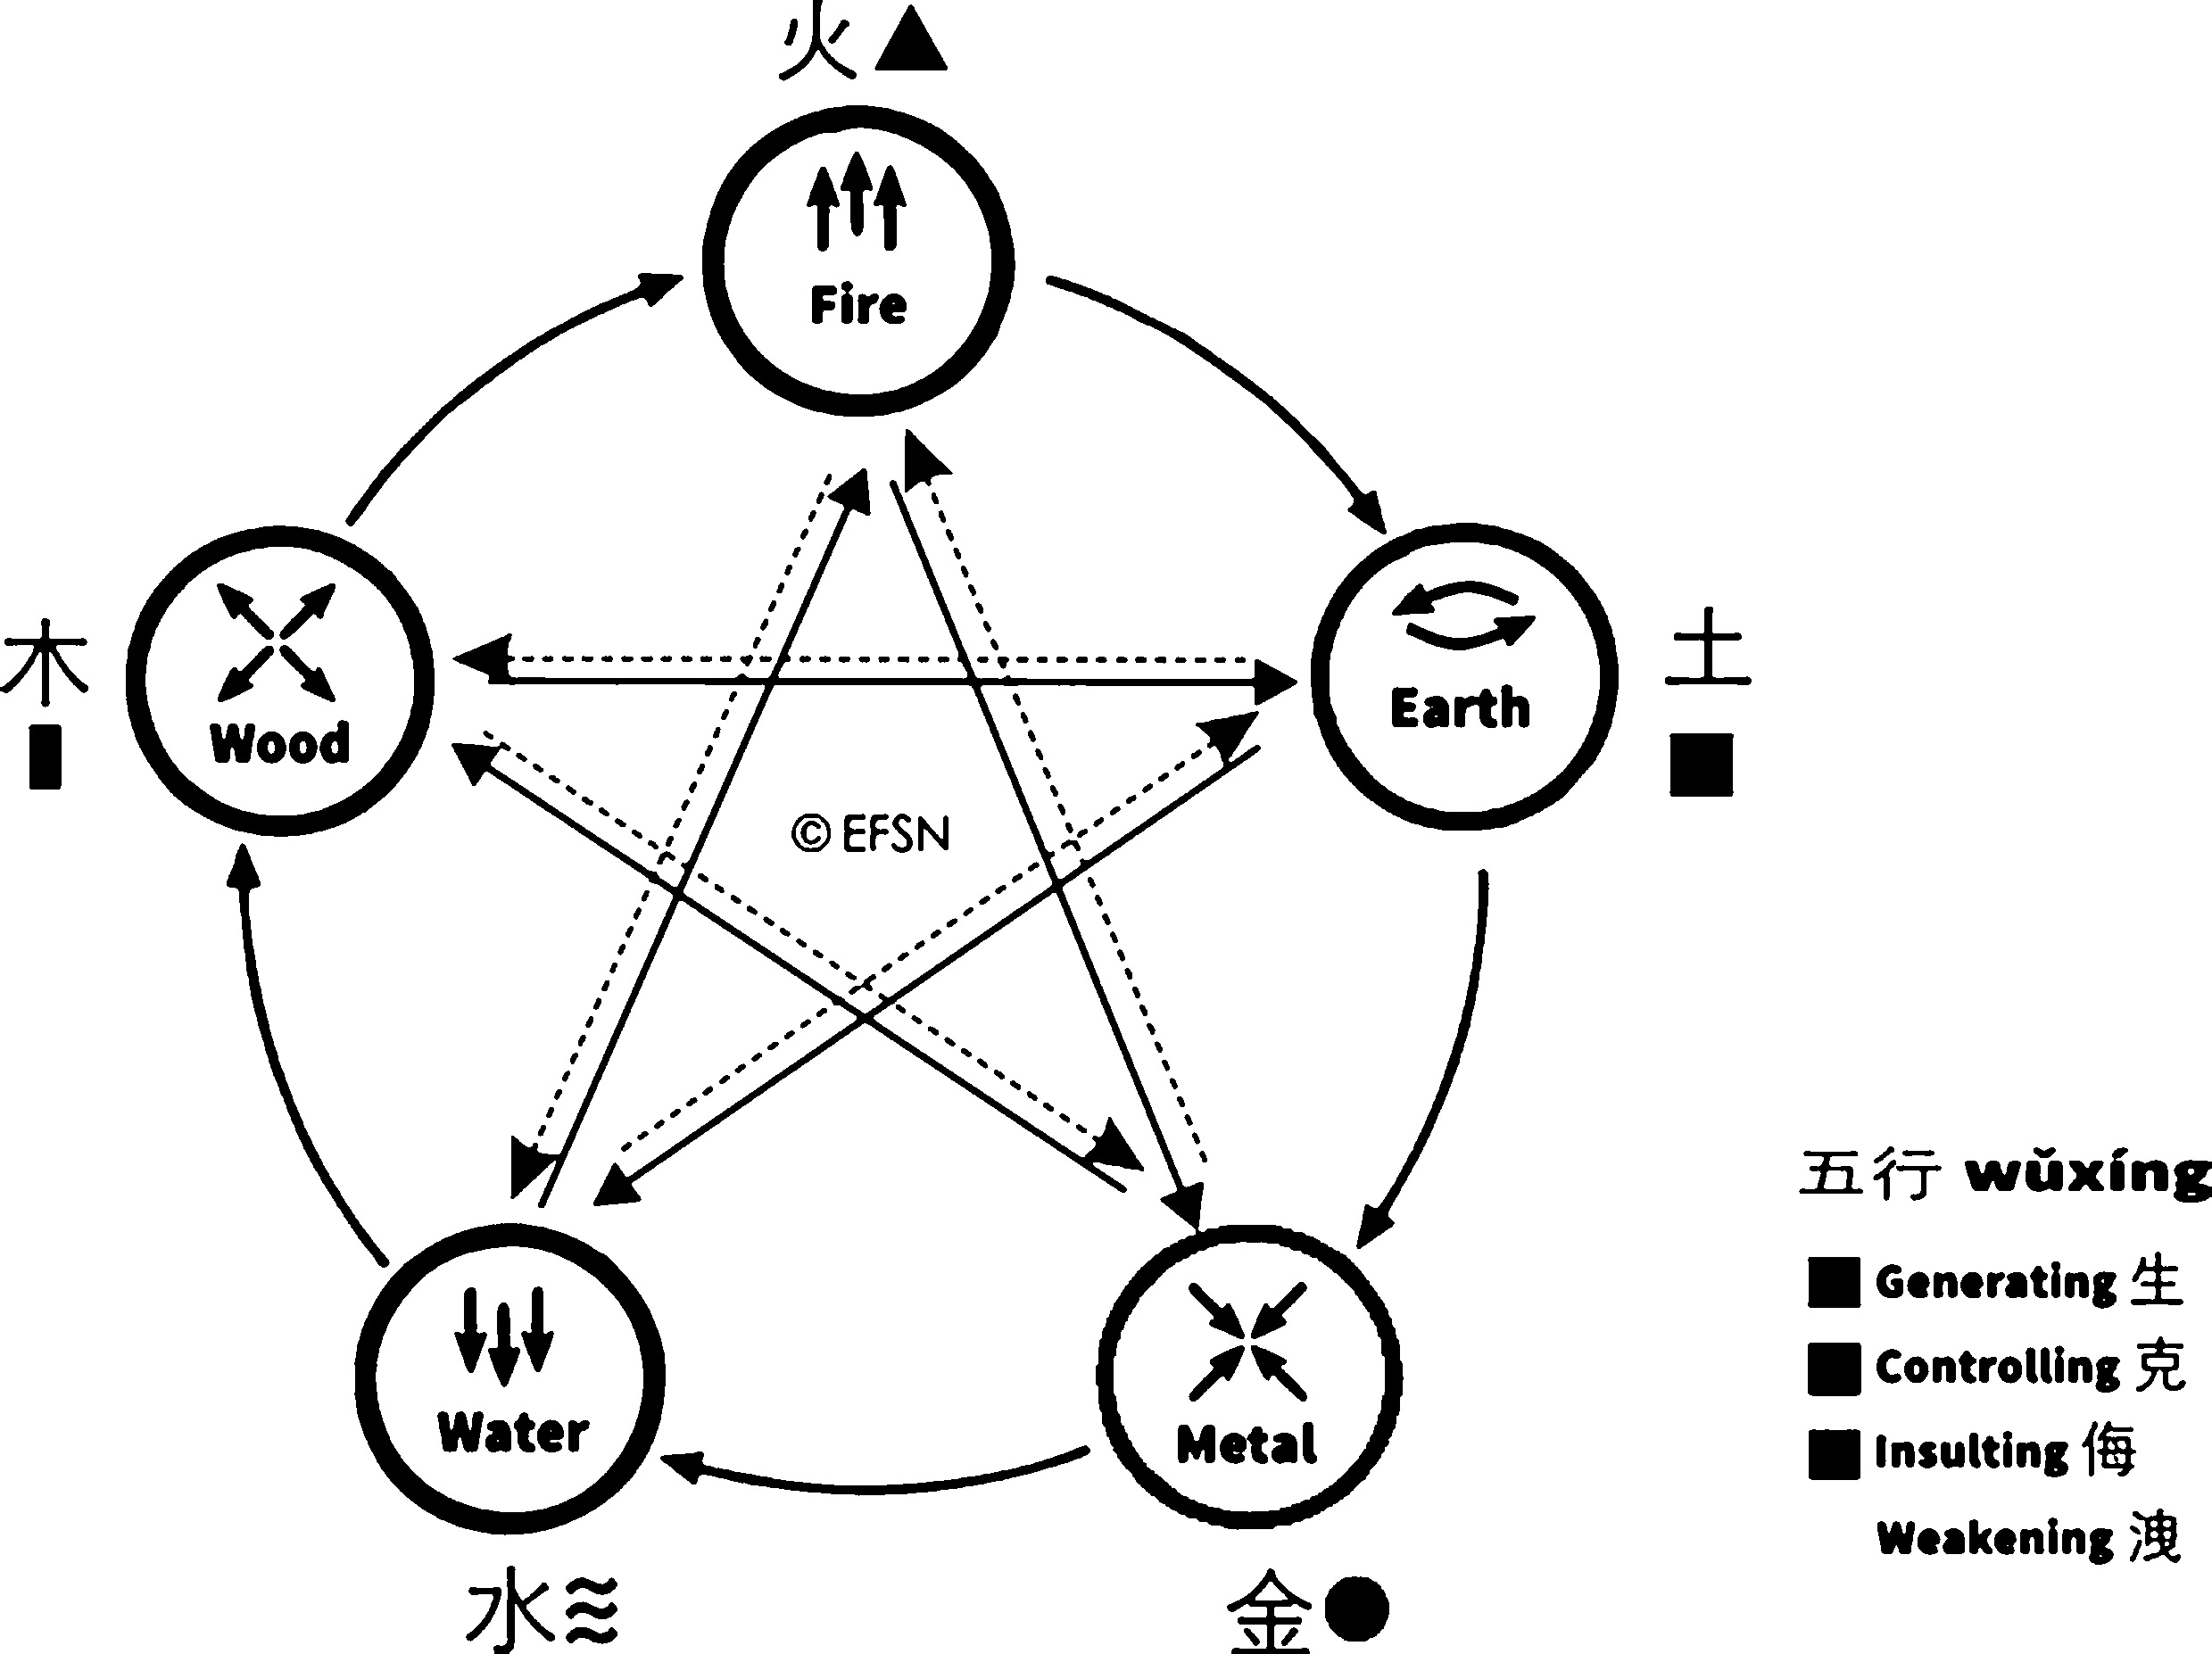 火
Fire
木
Wood
Earth
土
© EFSN
Water
水
Metal
金
五行 wǔxíng
Generating 生
Controlling 克
Insulting 侮
Weakening 洩